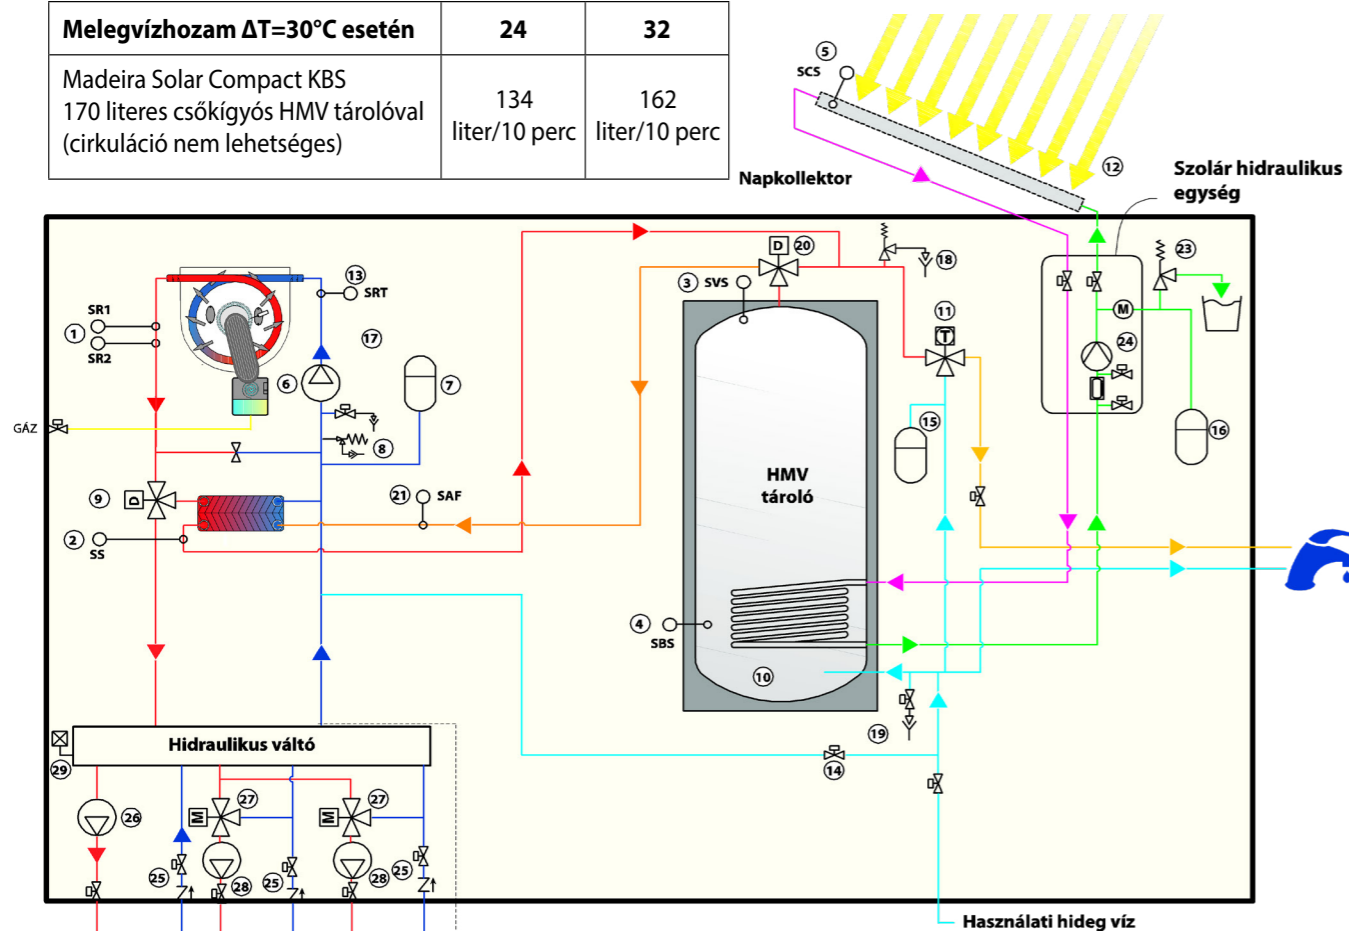 Melegvízhozam ΔT=30°C esetén 24 32
Madeira Solar Compact KBS
170 literes csőkígyós HMV tárolóval
(cirkuláció nem lehetséges)
134
liter/10 perc
162
liter/10 perc
5
SCS
12
Napkollektor
Szolár hidraulikus
egység
13
SRT
SR1
1
SR2
17
6
7
8
GÁZ
9
D
21 SAF
2
SS
3 SVS
D 20
18
11
T
23
M
24
15
16
HMV
tároló
4
SBS
10
19
14
Hidraulikus váltó
29
26
27
M
27
M
25
28
25
28
25
Használati hideg víz